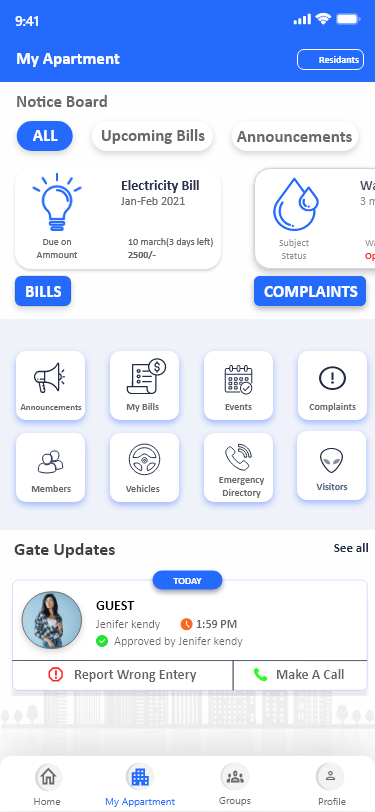 9:41
My Apartment
Residants
Notice Board
ALL
Upcoming Bills
Announcements
Electricity Bill
Jan-Feb 2021
Due on
10 march(3 days left)
Ammount
2500/-
BILLS
Wa
3 m
Subject
Wa
Status
Op
COMPLAINTS
Announcements
My Bills
Events
Complaints
Members
Vehicles
Emergency
Directory
Visitors
Gate Updates
See all
TODAY
GUEST
Jenifer kendy
1:59 PM
Approved by Jenifer kendy
Report Wrong Entery
Make A Call
Home
My Appartment
Groups
Profile